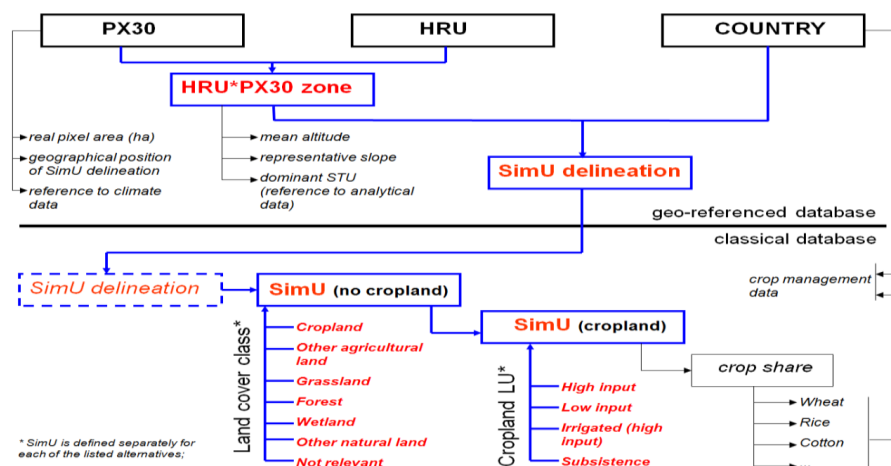 PX30
HRU
COUNTRY
HRU*PX30 zone
real pixel area (ha)
geographical position
of SimU delineation
reference to climate
data
mean altitude
representative slope
dominant STU
(reference to analytical
data)
SimU delineation
geo-referenced database
classical database
SimU delineation
SimU (no cropland)
crop management
data
Land cover class*
Cropland
Other agricultural
land
Grassland
Forest
Wetland
Other natural land
Not relevant
SimU (cropland)
Cropland LU*
High input
Low input
Irrigated (high
input)
Subsistence
crop share
Wheat
Rice
Cotton
...
* SimU is defined separately for
each of the listed alternatives;